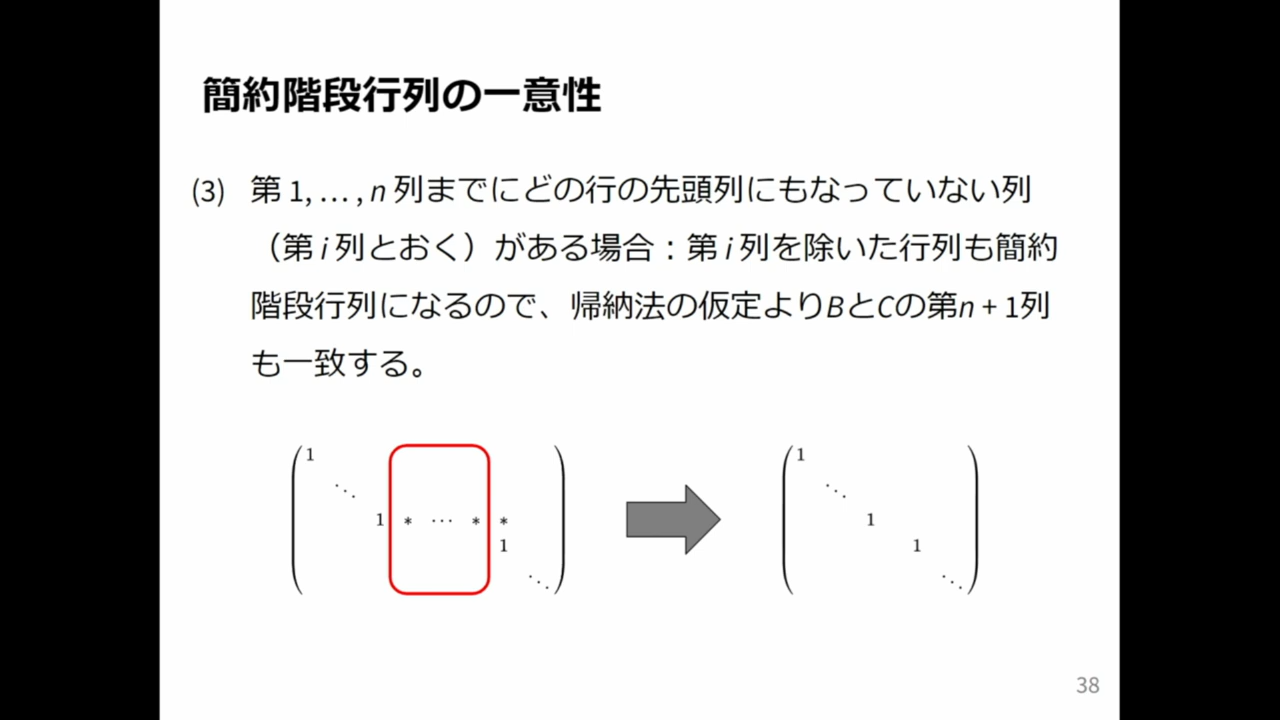 簡約階段行列の一意性
(3) 第 1, … , n 列までにどの行の先頭列にもなっていない列
（第 i 列とおく）がある場合：第 i 列を除いた行列も簡約
階段行列になるので、帰納法の仮定よりBとCの第n + 1列
も一致する。
1 1
⋱ ⋱
1 * ⋯ * * 1
1 1
⋱ ⋱
38